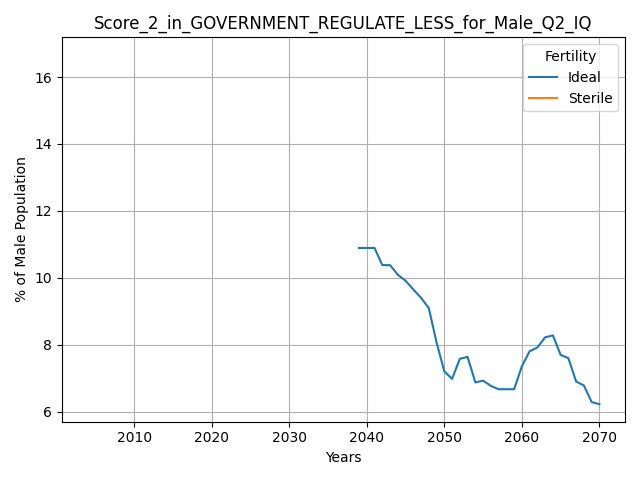 Score_2_in_GOVERNMENT_REGULATE_LESS_for_Male_Q2_IQ
Fertility
Ideal
Sterile
% of Male Population
16
14
12
10
8
6
2010 2020 2030 2040 2050 2060 2070
Years